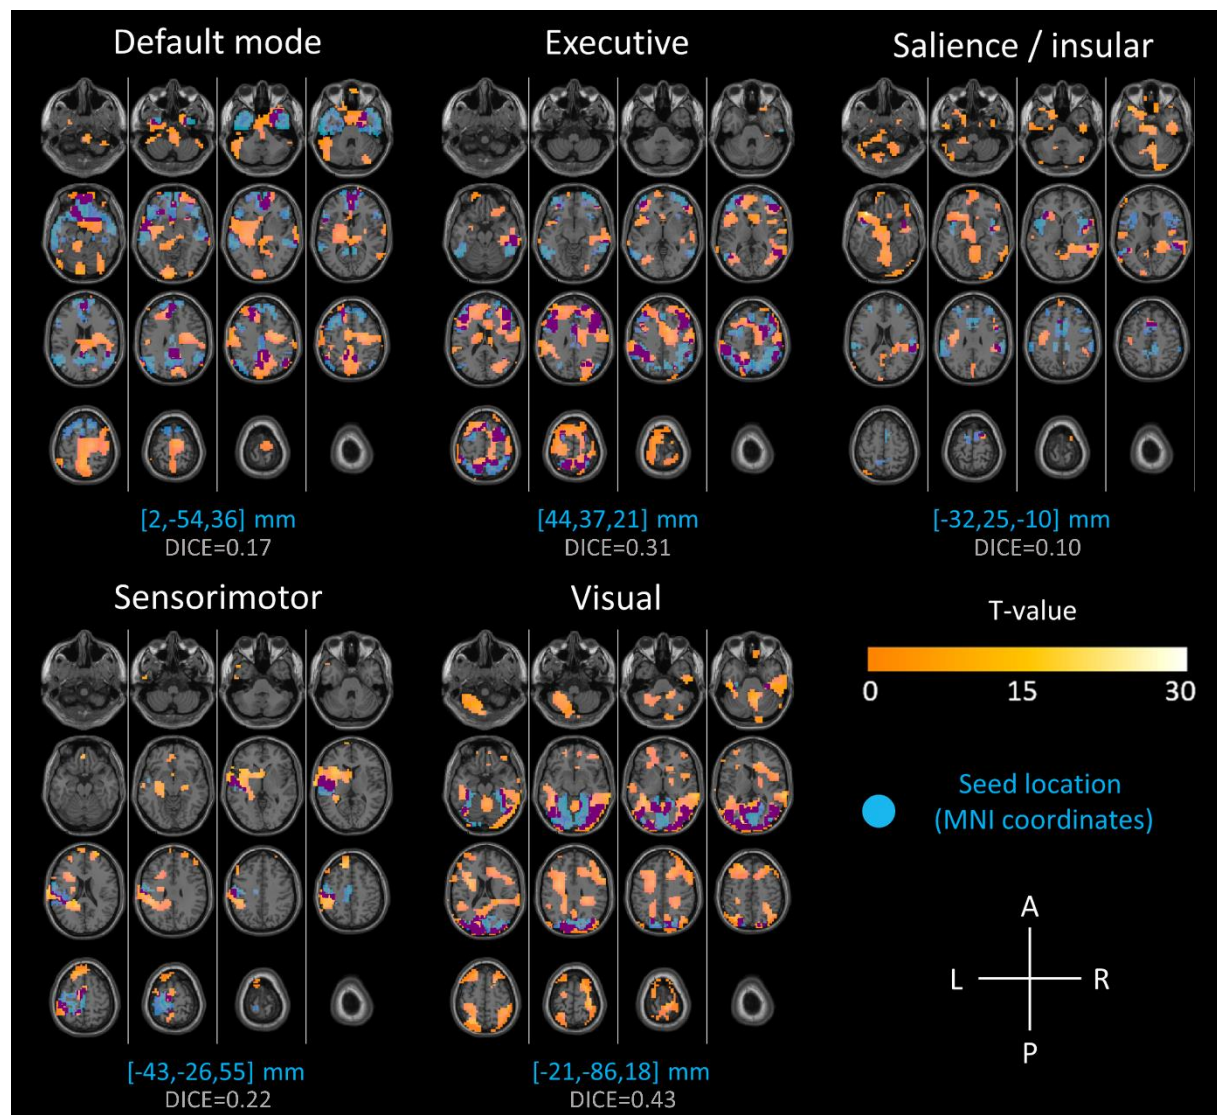 Default mode
Executive
Salience / insular
[2,-54,36] mm
DICE=0.17
[44,37,21] mm
DICE=0.31
[-32,25,-10] mm
DICE=0.10
Sensorimotor
Visual
T-value
0 15 30
Seed location
(MNI coordinates)
A
L R
P
[-43,-26,55] mm
DICE=0.22
[-21,-86,18] mm
DICE=0.43